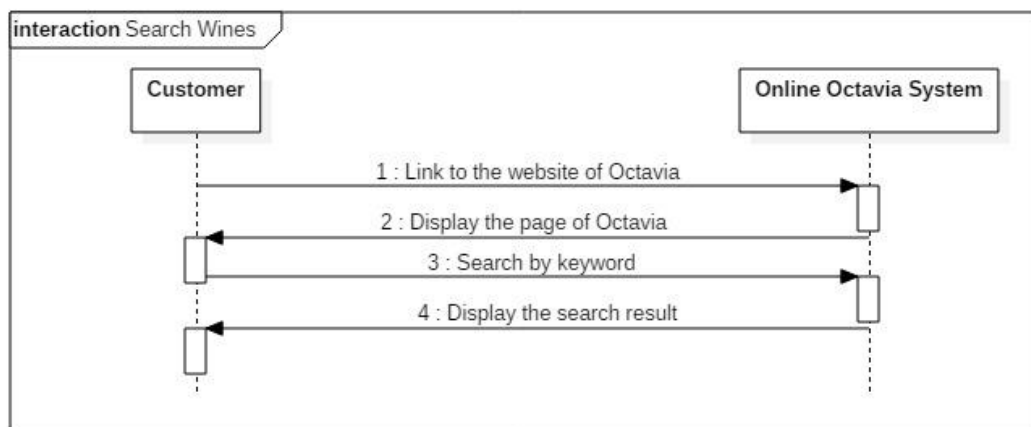 interaction Search Wines
Customer
Online Octavia System
1 : Link to the website of Octavia
2 : Display the page of Octavia
3 : Search by keyword
4 : Display the search result